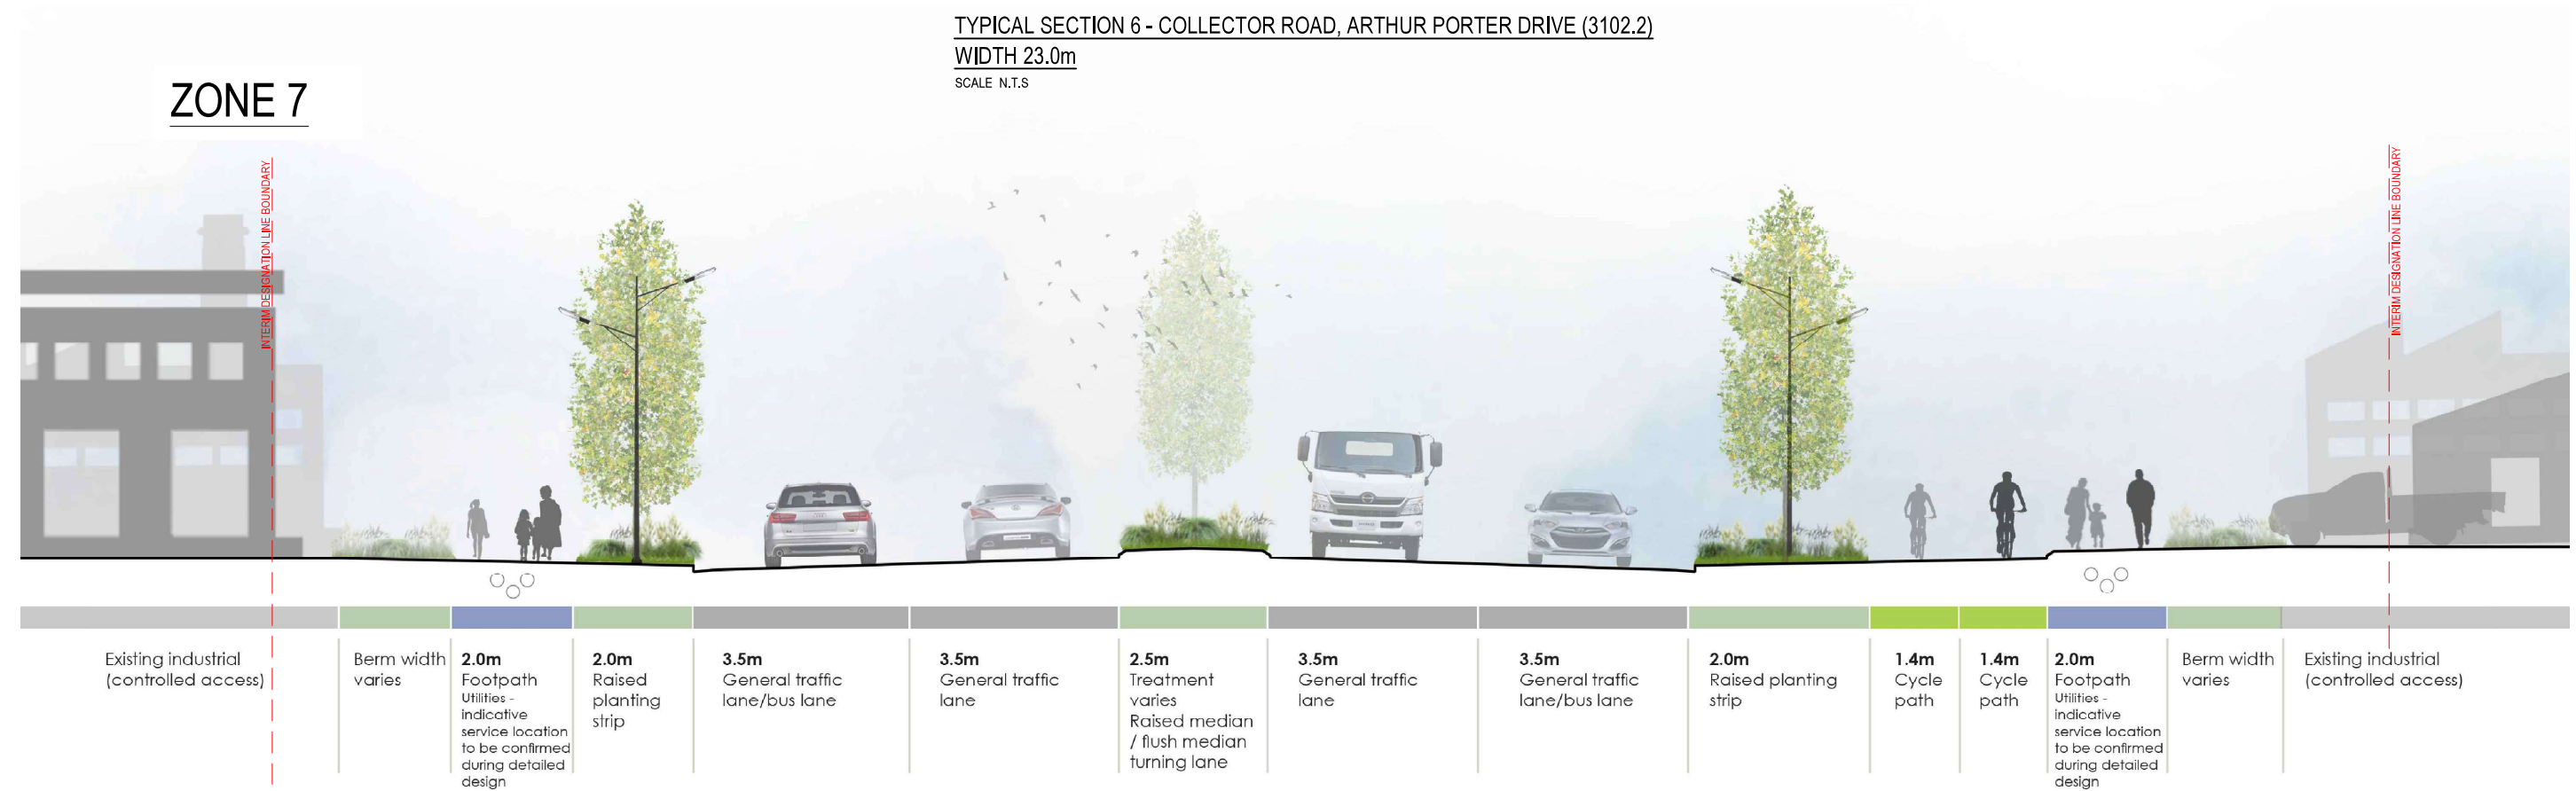 TYPICAL SECTION 6 - COLLECTOR ROAD, ARTHUR PORTER DRIVE (3102.2)
WIDTH 23.0m
SCALE N.T.S
ZONE 7
INTERIM DESIGNATION LINE BOUNDARY
INTERIM DESIGNATION LINE BOUNDARY
Existing industrial
(controlled access)
Berm width
varies
2.0m
Footpath
Utilities -
indicative
service location
to be confirmed
during detailed
design
2.0m
Raised
planting
strip
3.5m
General traffic
lane/bus lane
3.5m
General traffic
lane
2.5m
Treatment
varies
Raised median
/ flush median
turning lane
3.5m
General traffic
lane
3.5m
General traffic
lane/bus lane
2.0m
Raised planting
strip
1.4m
Cycle
path
1.4m
Cycle
path
2.0m
Footpath
Utilities -
indicative
service location
to be confirmed
during detailed
design
Berm width
varies
Existing industrial
(controlled access)